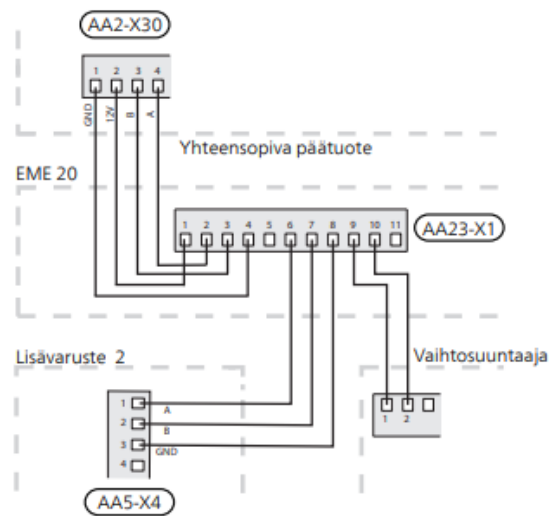 AA2-X30
1 2 3 4
GND 12V B A
Yhteensopiva päätuote
EME 20
1 2 3 4 5 6 7 8 9 10 11
AA23-X1
Lisävaruste 2
Vaihtosuuntaaja
1 A
2 B
3 GND
4
1 2
AA5-X4